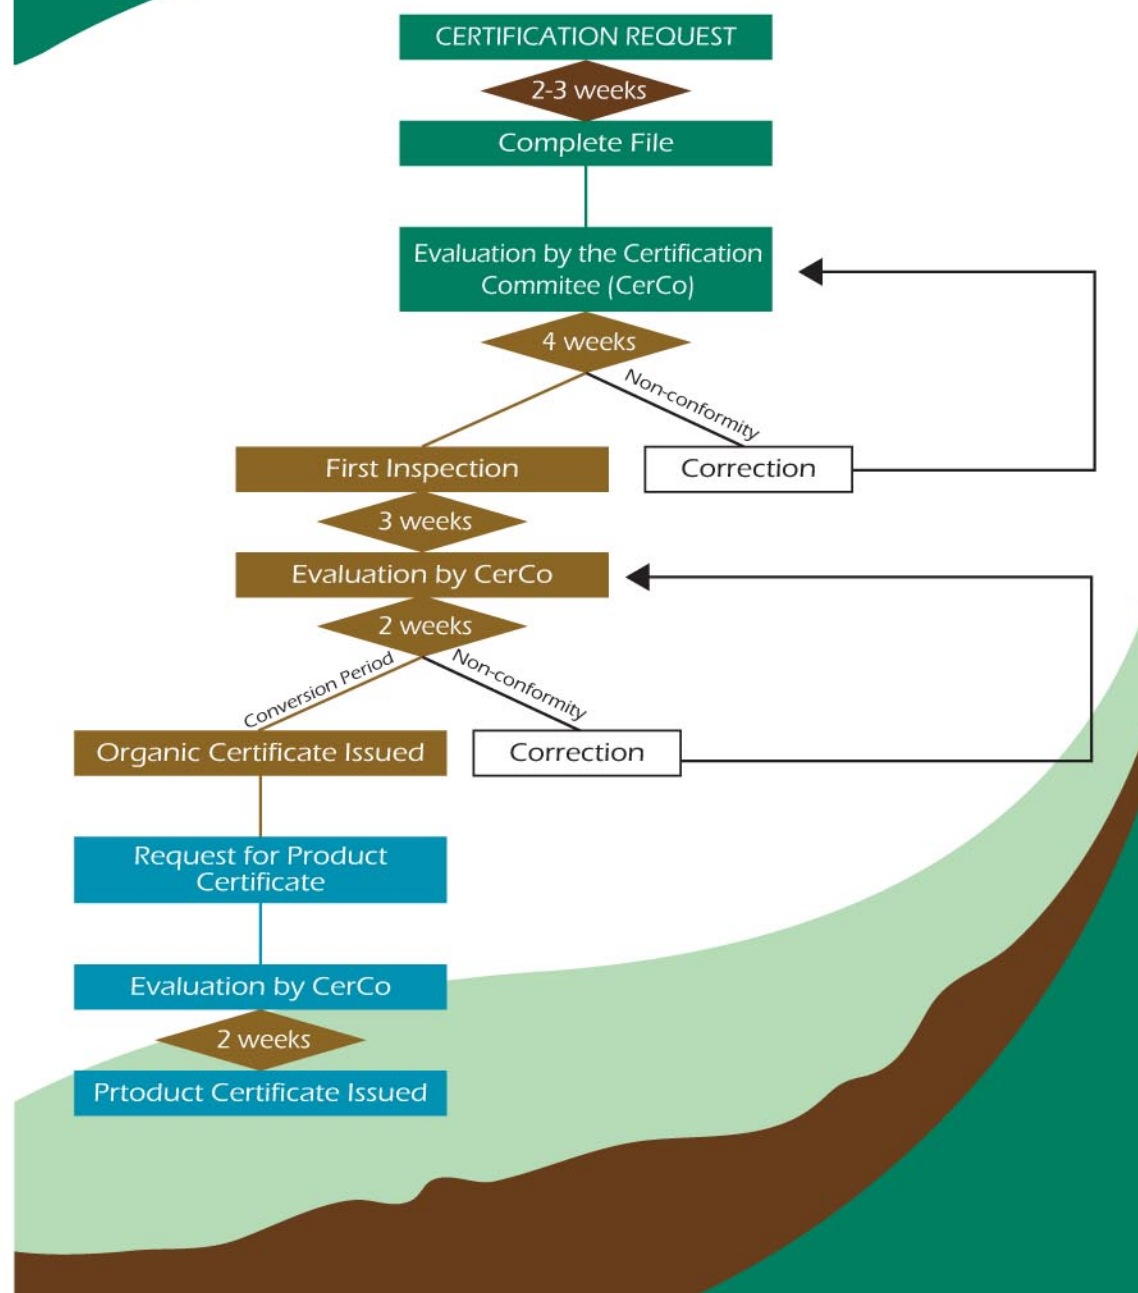 CERTIFICATION REQUEST
2-3 weeks
Complete File
Evaluation by the Certification
Commitee (CerCo)
4 weeks
Non-conformity
First Inspection
Correction
3 weeks
Evaluation by CerCo
2 weeks
Conversion Period
Non-conformity
Organic Certificate Issued
Correction
Request for Product
Certificate
Evaluation by CerCo
2 weeks
Prtoduct Certificate Issued